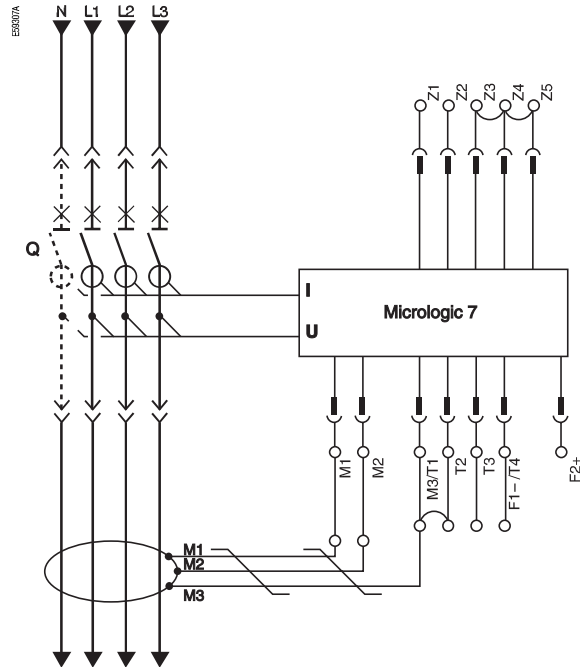 E59307A
N L1 L2 L3
Z1 Z2 Z3 Z4 Z5
Q
I
U
Micrologic 7
M1 M2 M3/T1 T2 T3 F1– /T4 F2+
M1
M2
M3